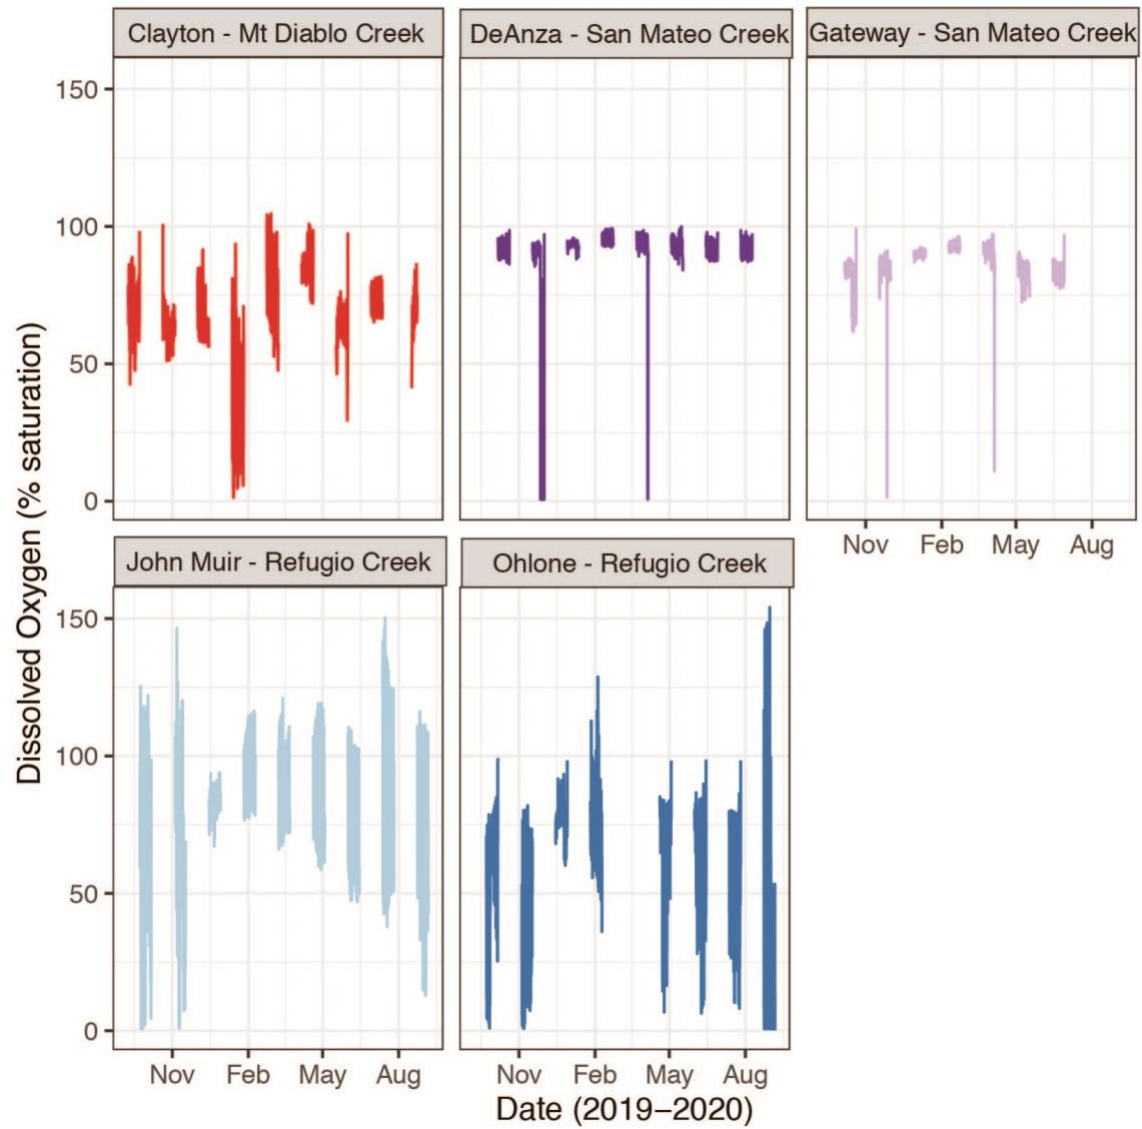 Clayton - Mt Diablo Creek
DeAnza - San Mateo Creek
Gateway - San Mateo Creek
150
100
50
0
Nov Feb May Aug
Dissolved Oxygen (% saturation)
John Muir - Refugio Creek
Ohlone - Refugio Creek
150
100
50
0
Nov Feb May Aug
Nov Feb May Aug
Date (2019–2020)